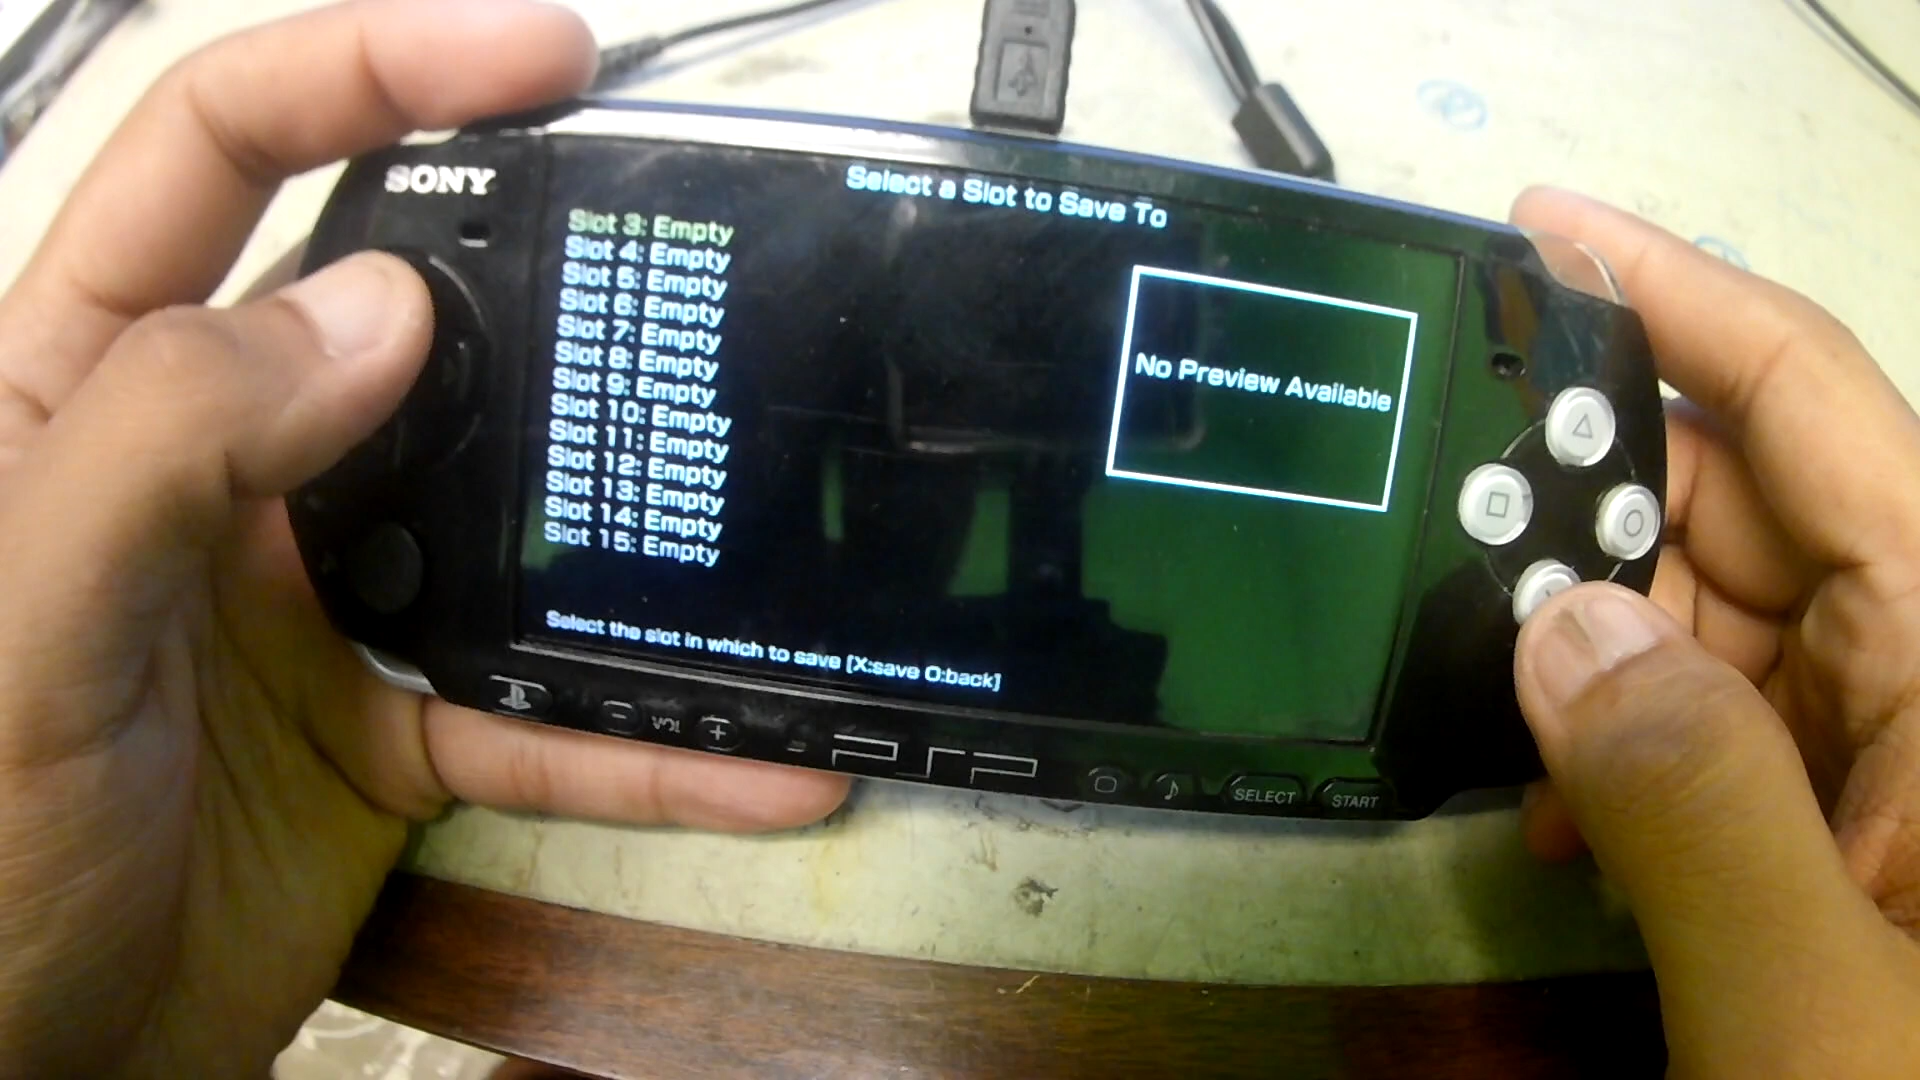 SONY
Select a Slot to Save To
Slot 3: Empty
Slot 4: Empty
Slot 5: Empty
Slot 6: Empty
Slot 7: Empty
Slot 8: Empty
Slot 9: Empty
Slot 10: Empty
Slot 11: Empty
Slot 12: Empty
Slot 13: Empty
Slot 14: Empty
Slot 15: Empty
No Preview Available
Select the slot in which to save [X:save O:back]
− VOL +
PSP
SELECT
START